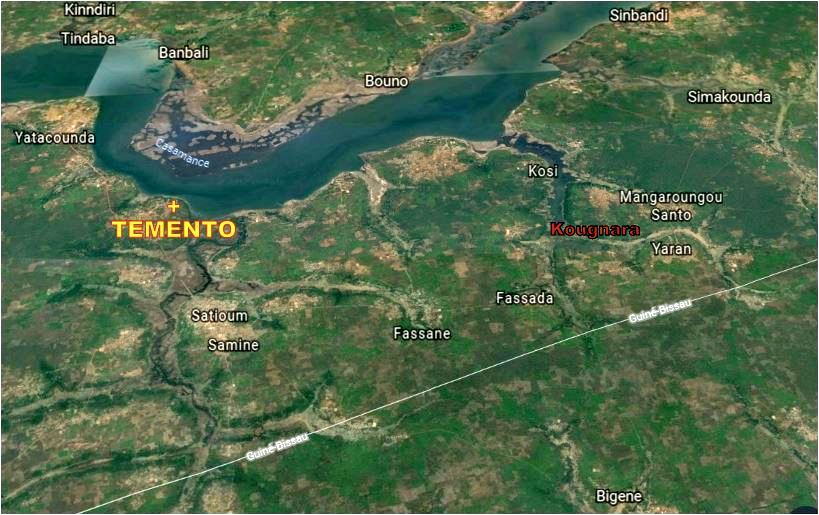 Kinndiri
Sinbandi
Tindaba
Banbali
Bouno
Simakounda
Yatacounda
Casamance
Kosi
Mangaroungou
Santo
+
TEMENTO
Kougnara
Yaran
Fassada
Guiné-Bissau
Satioum
Fassane
Samine
Guiné-Bissau
Bigene